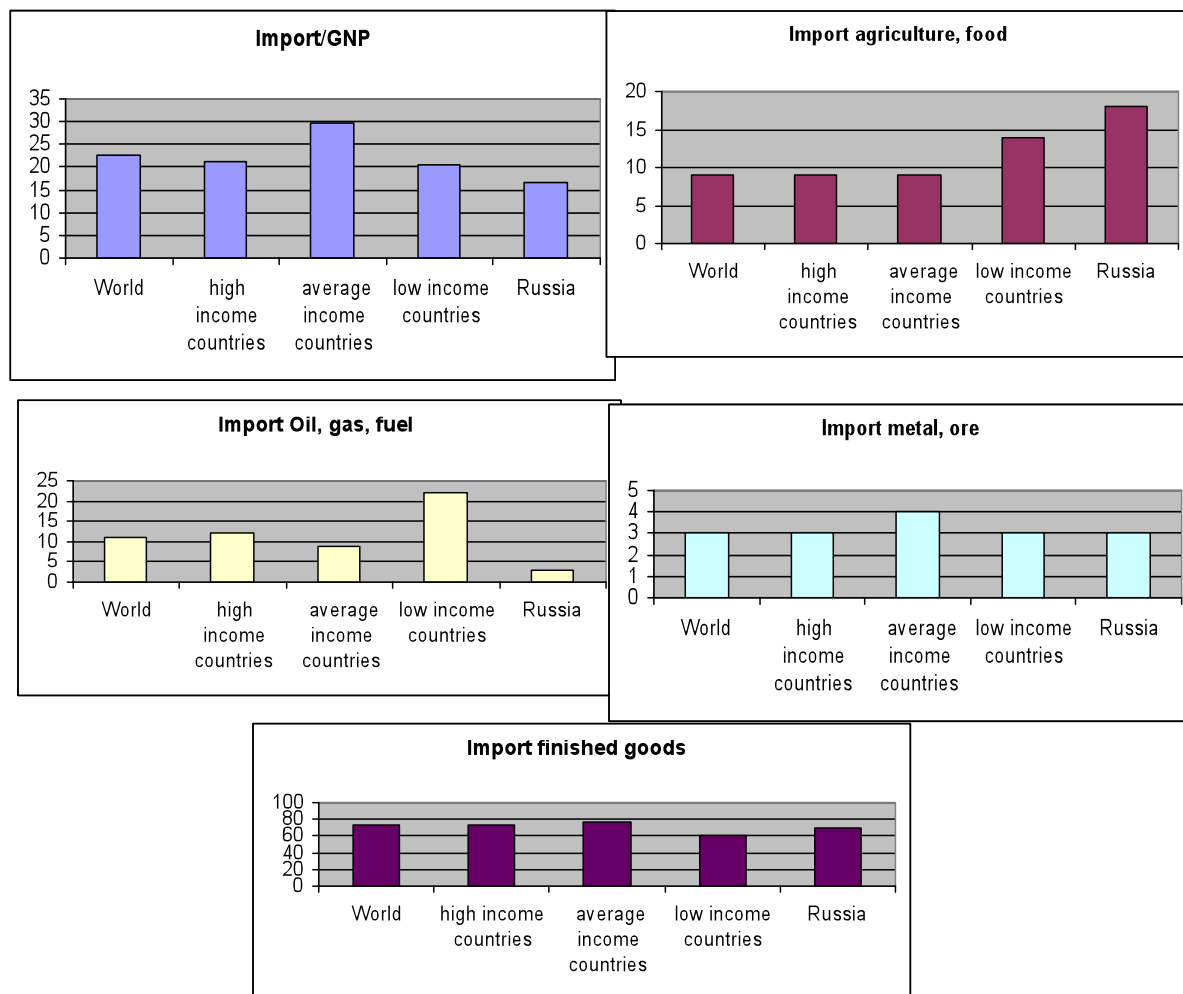 Import/GNP
35
30
25
20
15
10
5
0
World
high
income
countries
average
income
countries
low income
countries
Russia
Import agriculture, food
20
15
10
5
0
World
high
income
countries
average
income
countries
low income
countries
Russia
Import Oil, gas, fuel
25
20
15
10
5
0
World
high
income
countries
average
income
countries
low income
countries
Russia
Import metal, ore
5
4
3
2
1
0
World
high
income
countries
average
income
countries
low income
countries
Russia
Import finished goods
100
80
60
40
20
0
World
high income
countries
average
income
countries
low income
countries
Russia